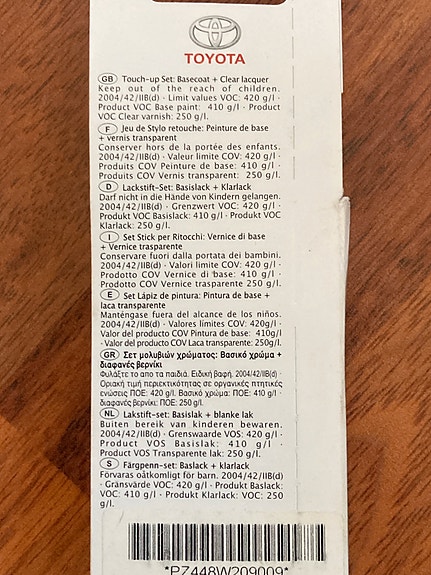 TOYOTA
GB Touch-up Set: Basecoat + Clear lacquer
Keep out of the reach of children.
2004/42/IIB(d) · Limit values VOC: 420 g/l ·
Product VOC Base paint: 410 g/l · Product
VOC Clear varnish: 250 g/l.
F Jeu de Stylo retouche: Peinture de base
+ vernis transparent
Conserver hors de la portée des enfants.
2004/42/IIB(d) · Valeur limite COV: 420 g/l ·
Produits COV Peinture de base: 410 g/l ·
Produits COV Vernis transparent: 250 g/l.
D Lackstift-Set: Basislack + Klarlack
Darf nicht in die Hände von Kindern gelangen.
2004/42/IIB(d) · Grenzwert VOC: 420 g/l ·
Produkt VOC Basislack: 410 g/l · Produkt VOC
Klarlack: 250 g/l.
I Set Stick per Ritocchi: Vernice di base
+ Vernice trasparente
Conservare fuori dalla portata dei bambini.
2004/42/IIB(d) · Valori limite COV: 420 g/l ·
Prodotto COV Vernice di base: 410 g/l ·
Prodotto COV Vernice trasparente 250 g/l.
E Set Lápiz de pintura: Pintura de base +
laca transparente
Manténgase fuera del alcance de los niños.
2004/42/IIB(d) · Valores límites COV: 420g/l ·
Valor del producto COV Pintura de base: 410g/l
· Valor del producto COV Laca transparente: 250g/l.
GR Σετ μολυβιών χρώματος: Βασικό χρώμα +
διαφανές βερνίκι
Φυλάξτε το απο τα παιδιά. Ειδική βαφή. 2004/42/IIB(d) ·
Οριακή τιμή περιεκτικότητας σε οργανικές πτητικές
ενώσεις ΠΟΕ: 420 g/l · Βασικό χρώμα: ΠΟΕ: 410 g/l ·
διαφανές βερνίκι: ΠΟΕ: 250 g/l.
NL Lakstift-set: Basislak + blanke lak
Buiten bereik van kinderen bewaren.
2004/42/IIB(d) · Grenswaarde VOS: 420 g/l ·
Product VOS Basislak: 410 g/l ·
Product VOS Transparente lak: 250 g/l.
S Färgpenn-set: Baslack + klarlack
Förvaras oåtkomligt för barn. 2004/42/IIB(d)
· Gränsvärde VOC: 420 g/l · Produkt Baslack:
VOC: 410 g/l · Produkt Klarlack: VOC: 250
g/l.
*PZ448W209009*